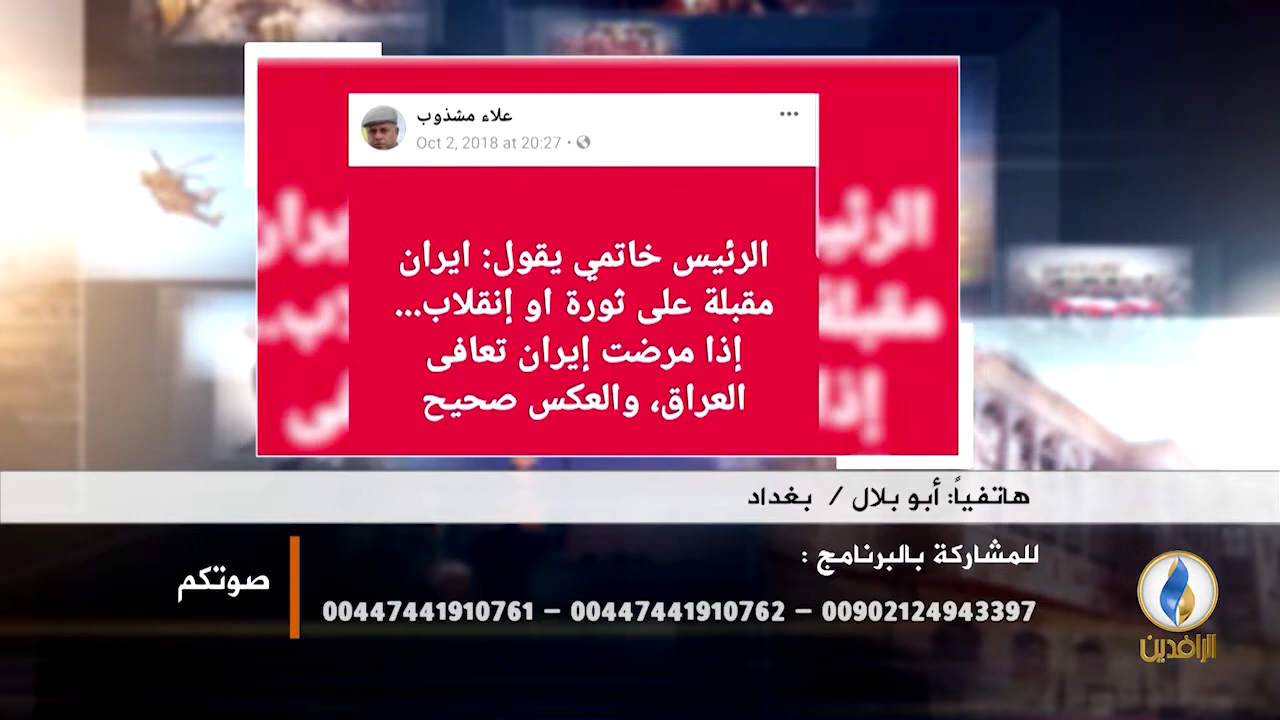 علاء مشذوب
Oct 2, 2018 at 20:27
الرئيس خاتمي يقول: ايران
مقبلة على ثورة او إنقلاب...
إذا مرضت إيران تعافى
العراق، والعكس صحيح
هاتفياً: أبو بلال / بغداد
للمشاركة بالبرنامج :
00447441910761 – 00447441910762 – 00902124943397
صوتكم
الرافدين